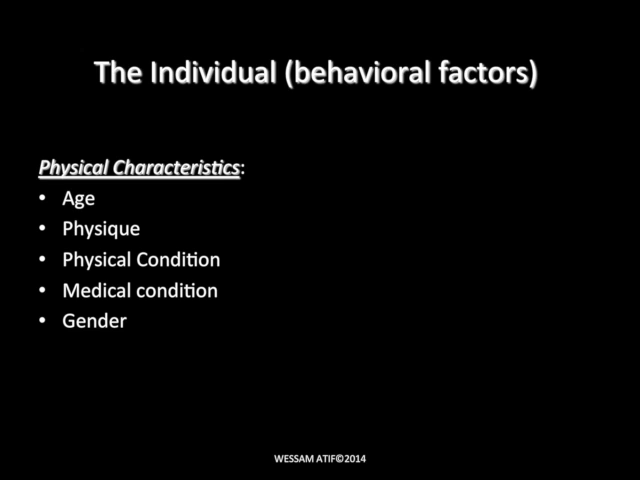 The Individual (behavioral factors)
Physical Characteristics:
• Age
• Physique
• Physical Condition
• Medical condition
• Gender
WESSAM ATIF©2014